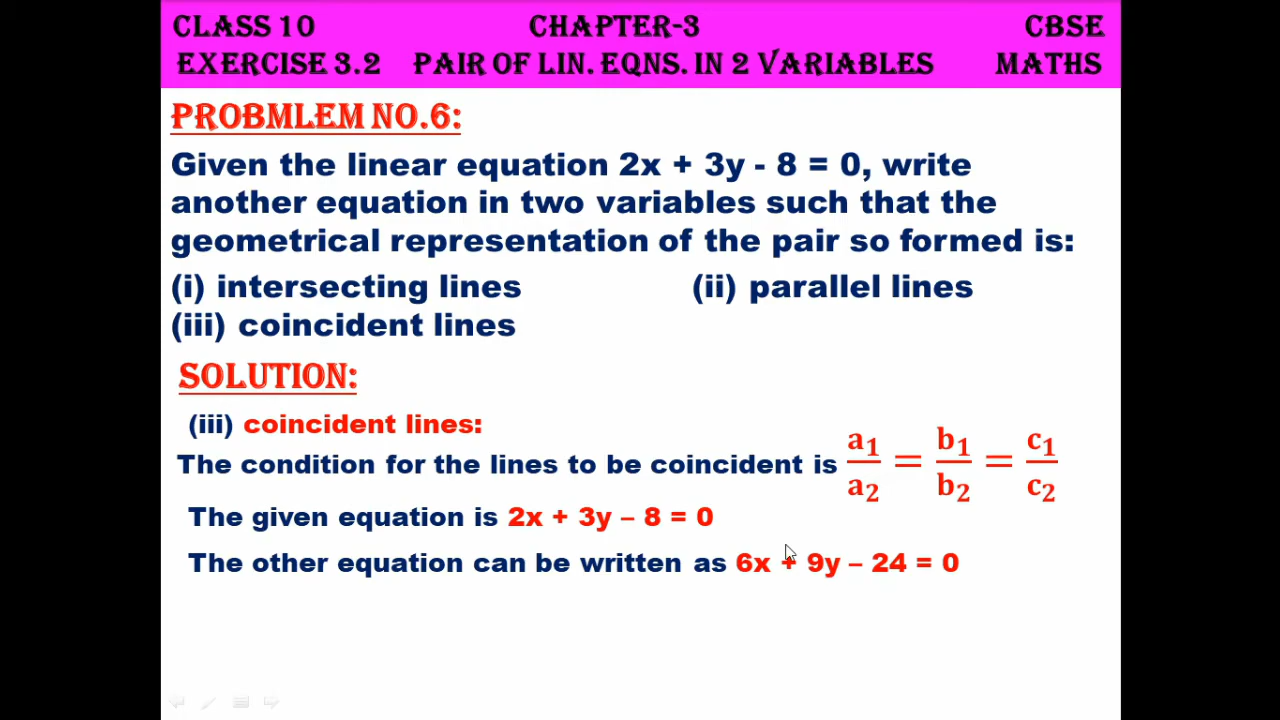 CLASS 10 CHAPTER-3 CBSE
EXERCISE 3.2 PAIR OF LIN. EQNS. IN 2 VARIABLES MATHS
PROBMLEM NO.6:
Given the linear equation 2x + 3y - 8 = 0, write
another equation in two variables such that the
geometrical representation of the pair so formed is:
(i) intersecting lines (ii) parallel lines
(iii) coincident lines
SOLUTION:
(iii) coincident lines:
The condition for the lines to be coincident is a₁/a₂ = b₁/b₂ = c₁/c₂
The given equation is 2x + 3y – 8 = 0
The other equation can be written as 6x + 9y – 24 = 0